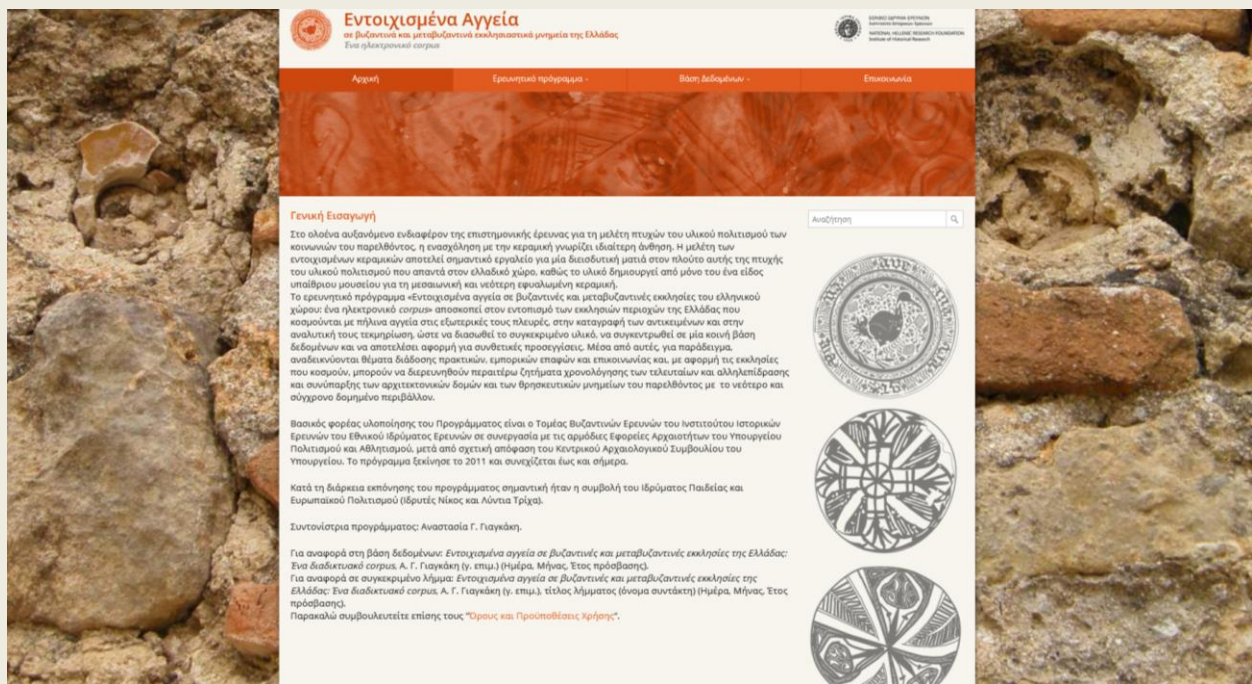 Εντοιχισμένα Αγγεία
σε βυζαντινά και μεταβυζαντινά εκκλησιαστικά μνημεία της Ελλάδας
Ένα ηλεκτρονικό corpus
ΕΘΝΙΚΟ ΙΔΡΥΜΑ ΕΡΕΥΝΩΝ
Ινστιτούτο Ιστορικών Ερευνών
NATIONAL HELLENIC RESEARCH FOUNDATION
Institute of Historical Research
Αρχική
Ερευνητικό πρόγραμμα
Βάση Δεδομένων
Επικοινωνία
Γενική Εισαγωγή
Αναζήτηση
Στο ολοένα αυξανόμενο ενδιαφέρον της επιστημονικής έρευνας για τη μελέτη πτυχών του υλικού πολιτισμού των
κοινωνιών του παρελθόντος, η ενασχόληση με την κεραμική γνωρίζει ιδιαίτερη άνθηση. Η μελέτη των
εντοιχισμένων κεραμικών αποτελεί σημαντικό εργαλείο για μία διεισδυτική ματιά στον πλούτο αυτής της πτυχής
του υλικού πολιτισμού που απαντά στον ελλαδικό χώρο, καθώς το υλικό δημιουργεί από μόνο του ένα είδος
υπαίθριου μουσείου για τη μεσαιωνική και νεότερη εφυαλωμένη κεραμική.
Το ερευνητικό πρόγραμμα «Εντοιχισμένα αγγεία σε βυζαντινές και μεταβυζαντινές εκκλησίες του ελληνικού
χώρου: ένα ηλεκτρονικό corpus» αποσκοπεί στον εντοπισμό των εκκλησιών περιοχών της Ελλάδας που
κοσμούνται με πήλινα αγγεία στις εξωτερικές τους πλευρές, στην καταγραφή των αντικειμένων και στην
αναλυτική τους τεκμηρίωση, ώστε να διασωθεί το συγκεκριμένο υλικό, να συγκεντρωθεί σε μία κοινή βάση
δεδομένων και να αποτελέσει αφορμή για συνθετικές προσεγγίσεις. Μέσα από αυτές, για παράδειγμα,
αναδεικνύονται θέματα διάδοσης πρακτικών, εμπορικών επαφών και επικοινωνίας και, με αφορμή τις εκκλησίες
που κοσμούν, μπορούν να διερευνηθούν περαιτέρω ζητήματα χρονολόγησης των τελευταίων και αλληλεπίδρασης
και συνύπαρξης των αρχιτεκτονικών δομών και των θρησκευτικών μνημείων του παρελθόντος με το νεότερο και
σύγχρονο δομημένο περιβάλλον.
Βασικός φορέας υλοποίησης του Προγράμματος είναι ο Τομέας Βυζαντινών Ερευνών του Ινστιτούτου Ιστορικών
Ερευνών του Εθνικού Ιδρύματος Ερευνών σε συνεργασία με τις αρμόδιες Εφορείες Αρχαιοτήτων του Υπουργείου
Πολιτισμού και Αθλητισμού, μετά από σχετική απόφαση του Κεντρικού Αρχαιολογικού Συμβουλίου του
Υπουργείου. Το πρόγραμμα ξεκίνησε το 2011 και συνεχίζεται έως και σήμερα.
Κατά τη διάρκεια εκπόνησης του προγράμματος σημαντική ήταν η συμβολή του Ιδρύματος Παιδείας και
Ευρωπαϊκού Πολιτισμού (Ιδρυτές Νίκος και Λύντια Τρίχα).
Συντονίστρια προγράμματος: Αναστασία Γ. Γιαγκάκη.
Για αναφορά στη βάση δεδομένων: Εντοιχισμένα αγγεία σε βυζαντινές και μεταβυζαντινές εκκλησίες της Ελλάδας:
Ένα διαδικτυακό corpus, Α. Γ. Γιαγκάκη (γ. επιμ.) (Ημέρα, Μήνας, Έτος πρόσβασης).
Για αναφορά σε συγκεκριμένο λήμμα: Εντοιχισμένα αγγεία σε βυζαντινές και μεταβυζαντινές εκκλησίες της
Ελλάδας: Ένα διαδικτυακό corpus, Α. Γ. Γιαγκάκη (γ. επιμ.), τίτλος λήμματος (όνομα συντάκτη) (Ημέρα, Μήνας, Έτος
πρόσβασης).
Παρακαλώ συμβουλευτείτε επίσης τους "Όρους και Προϋποθέσεις Χρήσης".